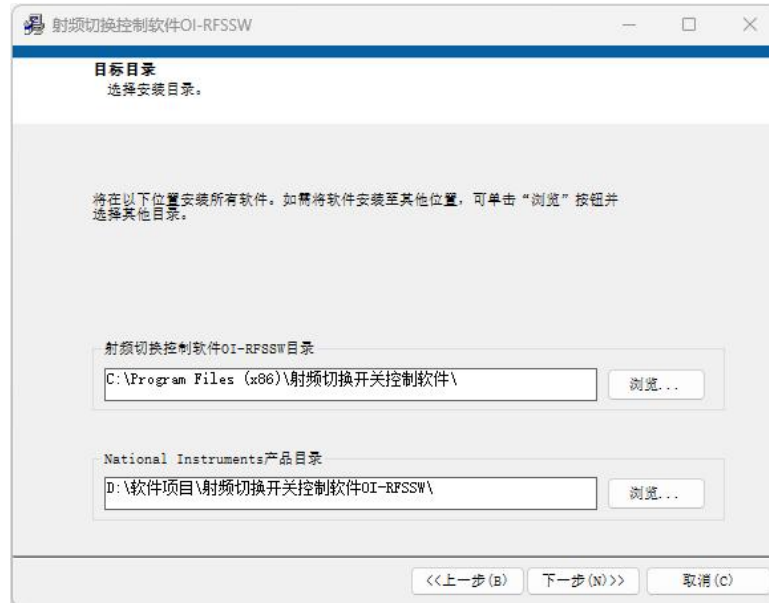 射频切换控制软件OI-RFSSW
目标目录
选择安装目录。
将在以下位置安装所有软件。如需将软件安装至其他位置，可单击“浏览”按钮并
选择其他目录。
射频切换控制软件OI-RFSSW目录
C:\Program Files (x86)\射频切换开关控制软件\
浏览...
National Instruments产品目录
D:\软件项目\射频切换开关控制软件OI-RFSSW\
浏览...
<<上一步(B) 下一步(N)>> 取消(C)